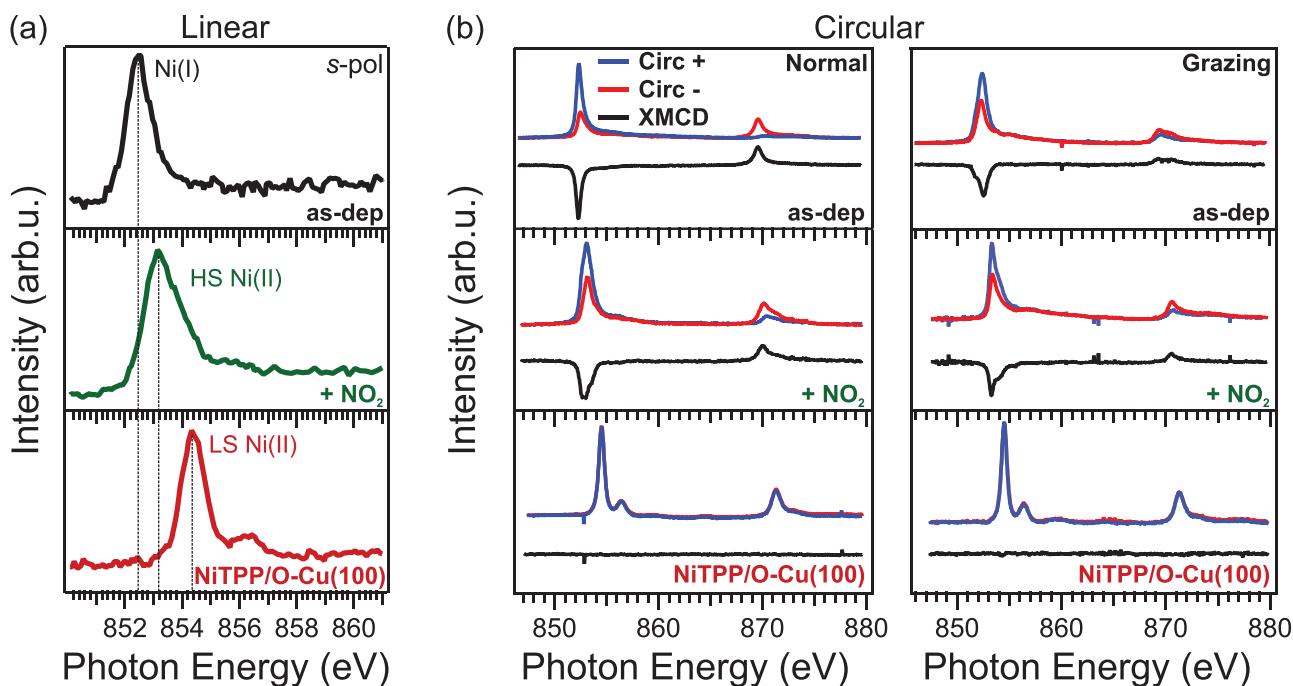 (a) Linear
(b) Circular
Intensity (arb.u.)
Ni(I)
s-pol
as-dep
HS Ni(II)
+ NO₂
LS Ni(II)
NiTPP/O-Cu(100)
852 854 856 858 860
Photon Energy (eV)
Intensity (arb.u.)
Circ +
Circ -
XMCD
Normal
as-dep
+ NO₂
NiTPP/O-Cu(100)
850 860 870 880
Photon Energy (eV)
Grazing
as-dep
+ NO₂
NiTPP/O-Cu(100)
850 860 870 880
Photon Energy (eV)